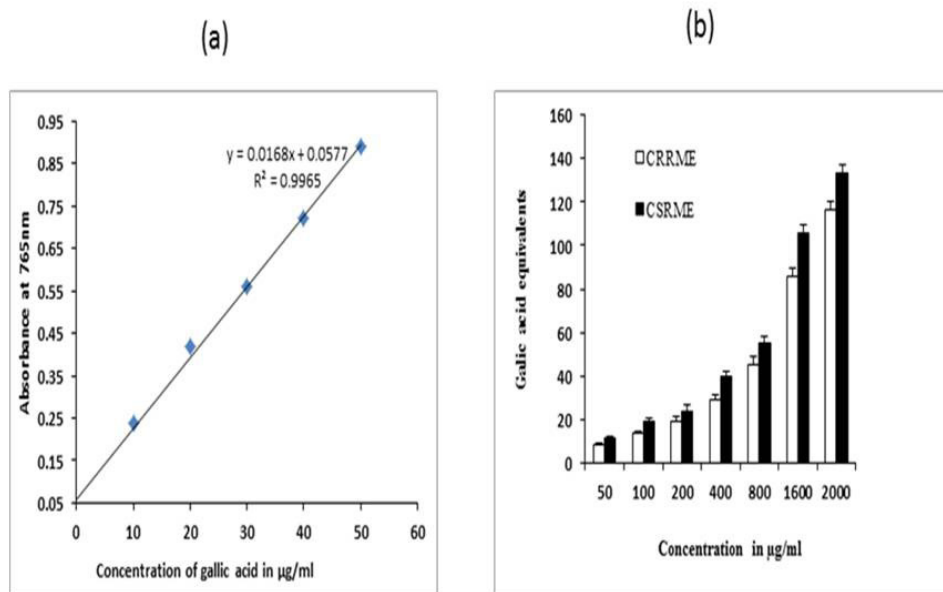 (a)
0.95
0.85
0.75
0.65
0.55
0.45
0.35
0.25
0.15
0.05
Absorbance at 765nm
y = 0.0168x + 0.0577
R² = 0.9965
0 10 20 30 40 50 60
Concentration of gallic acid in µg/ml
(b)
160
140
120
100
80
60
40
20
0
Galic acid equivalents
CRRME
CSRME
50 100 200 400 800 1600 2000
Concentration in µg/ml